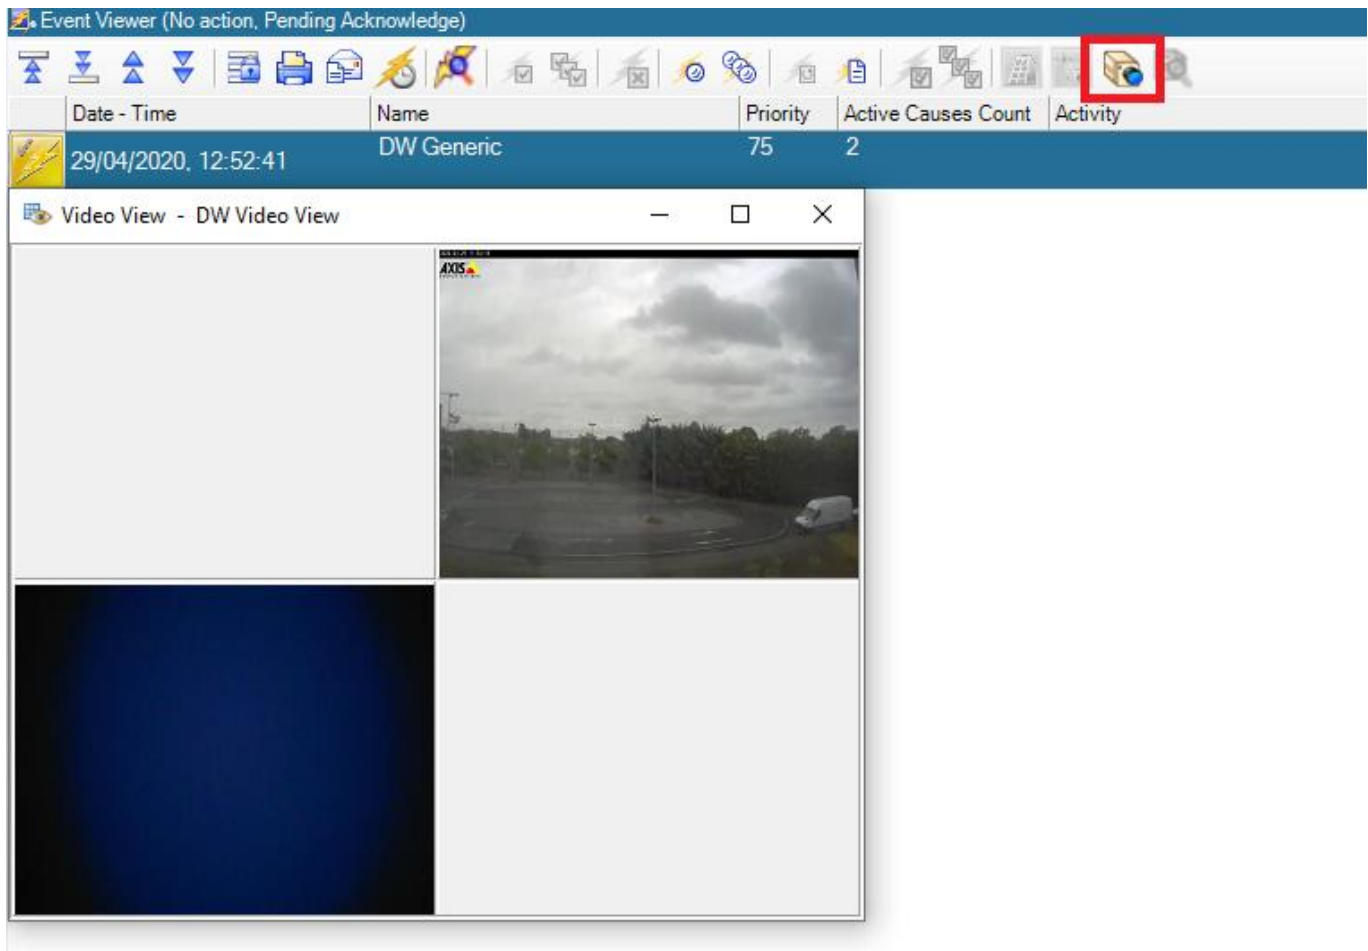 Event Viewer (No action, Pending Acknowledge)
Date - Time Name Priority Active Causes Count Activity
29/04/2020, 12:52:41 DW Generic 75 2
Video View - DW Video View
AXIS